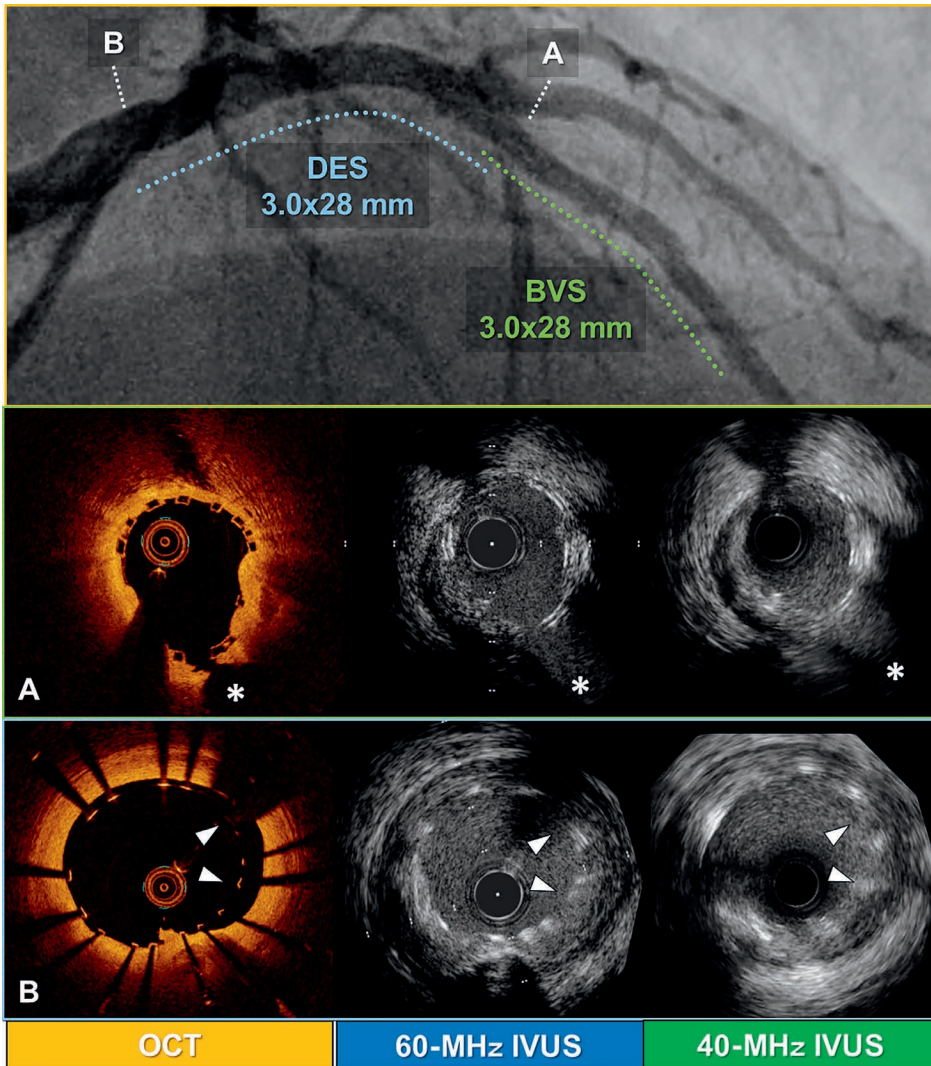 B
A
DES
3.0x28 mm
BVS
3.0x28 mm
A
*
*
*
B
OCT
60-MHz IVUS
40-MHz IVUS